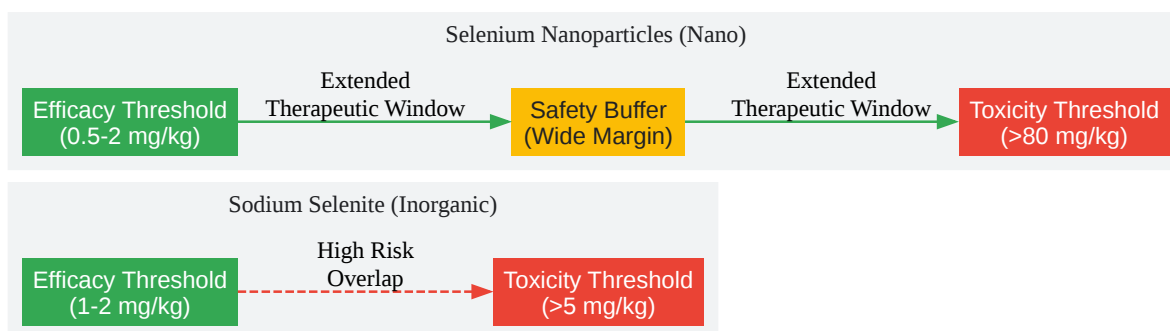 Selenium Nanoparticles (Nano)
Extended
Therapeutic Window
Extended
Therapeutic Window
Efficacy Threshold
(0.5-2 mg/kg)
Safety Buffer
(Wide Margin)
Toxicity Threshold
(>80 mg/kg)
Sodium Selenite (Inorganic)
High Risk
Overlap
Efficacy Threshold
(1-2 mg/kg)
Toxicity Threshold
(>5 mg/kg)